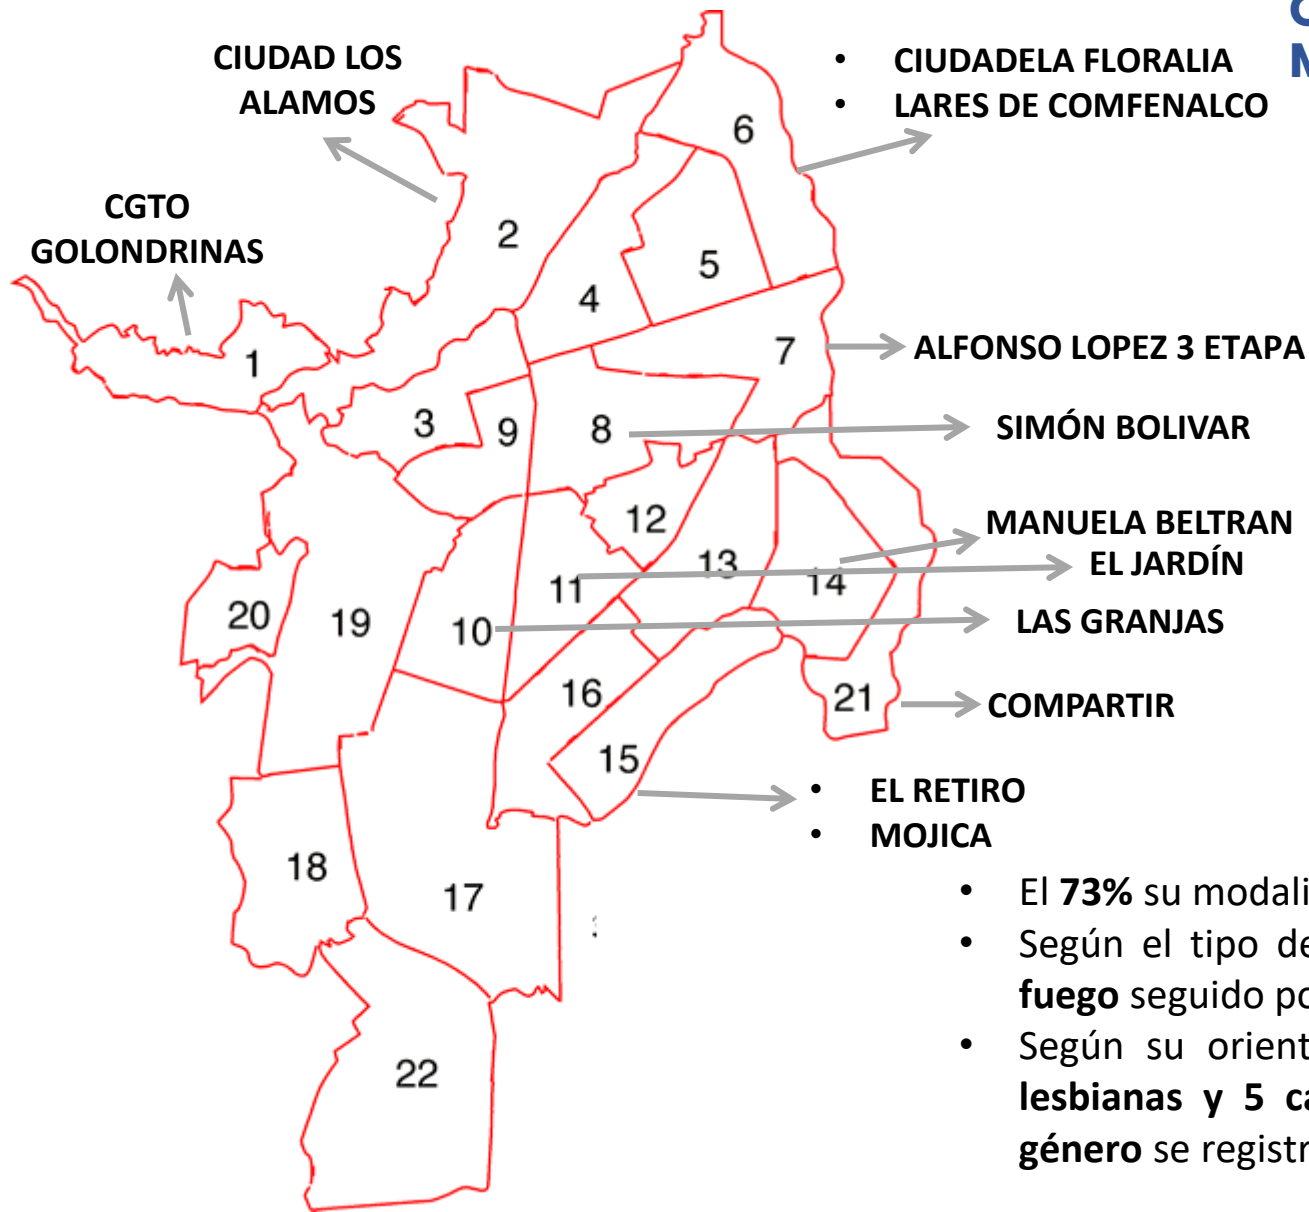 CIUDAD LOS
ALAMOS
• CIUDADELA FLORALIA
• LARES DE COMFENALCO
CGTO
GOLONDRINAS
6
2
5
4
1
7
ALFONSO LOPEZ 3 ETAPA
3
9
8
SIMÓN BOLIVAR
12
MANUELA BELTRAN
13
14
EL JARDÍN
11
20
19
10
LAS GRANJAS
16
21
COMPARTIR
15
• EL RETIRO
• MOJICA
18
17
22
• El 73% su modali
• Según el tipo de
fuego seguido po
• Según su orient
lesbianas y 5 ca
género se registr